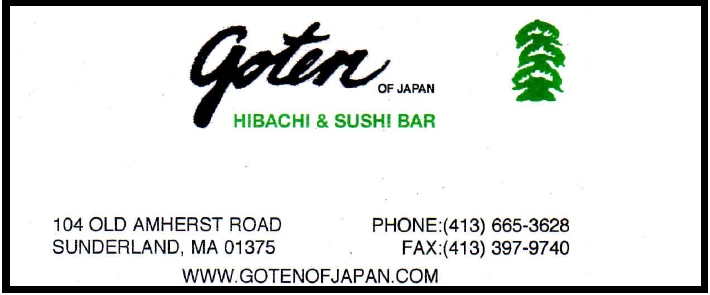 Goten
OF JAPAN
HIBACHI & SUSHI BAR
104 OLD AMHERST ROAD
PHONE:(413) 665-3628
SUNDERLAND, MA 01375
FAX:(413) 397-9740
WWW.GOTENOFJAPAN.COM